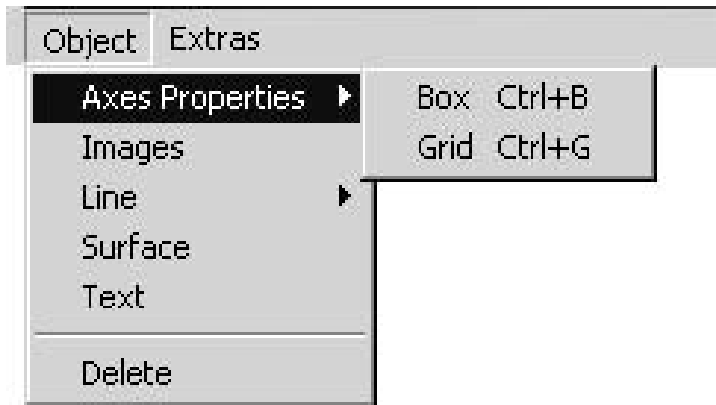 Object Extras
Axes Properties
Box Ctrl+B
Images
Grid Ctrl+G
Line
Surface
Text
Delete